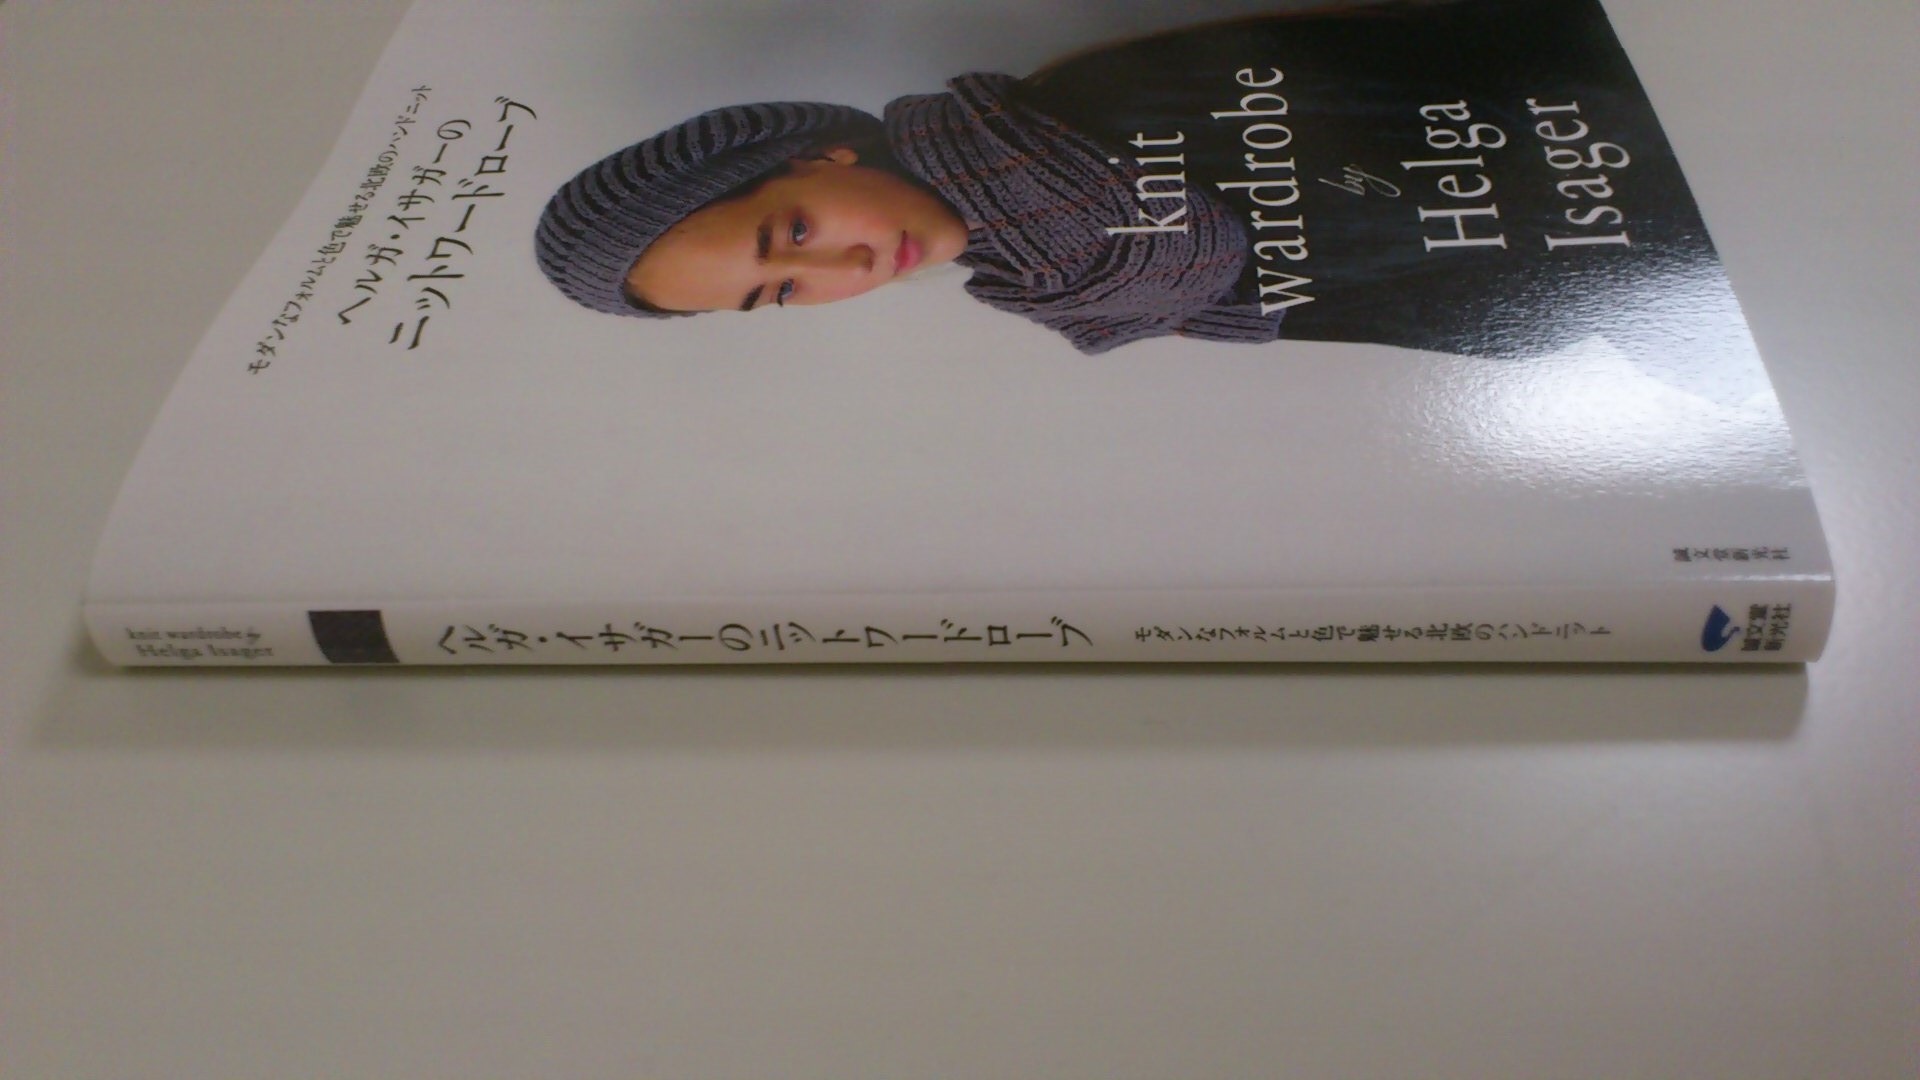 モダンなフォルムと色で魅せる北欧のハンドニット
ヘルガ・イサガーの
ニットワードローブ
knit
wardrobe
by
Helga
Isager
誠文堂新光社
knit wardrobe by
Helga Isager
ヘルガ・イサガーのニットワードローブ
モダンなフォルムと色で魅せる北欧のハンドニット
誠文堂
新光社